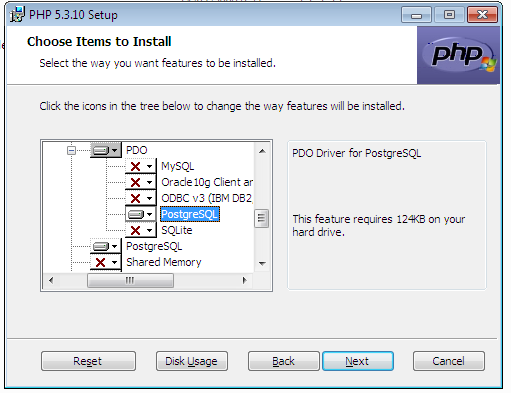 PHP 5.3.10 Setup
Choose Items to Install
Select the way you want features to be installed.
php
Click the icons in the tree below to change the way features will be installed.
PDO
MySQL
Oracle10g Client ar
ODBC v3 (IBM DB2
PostgreSQL
SQLite
PostgreSQL
Shared Memory
PDO Driver for PostgreSQL
This feature requires 124KB on your
hard drive.
Reset
Disk Usage
Back
Next
Cancel